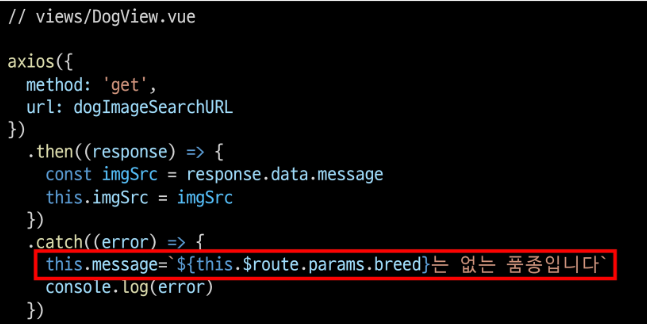 // views/DogView.vue
axios({
  method: 'get',
  url: dogImageSearchURL
})
  .then((response) => {
    const imgSrc = response.data.message
    this.imgSrc = imgSrc
  })
  .catch((error) => {
    this.message=`${this.$route.params.breed}는 없는 품종입니다`
    console.log(error)
  })